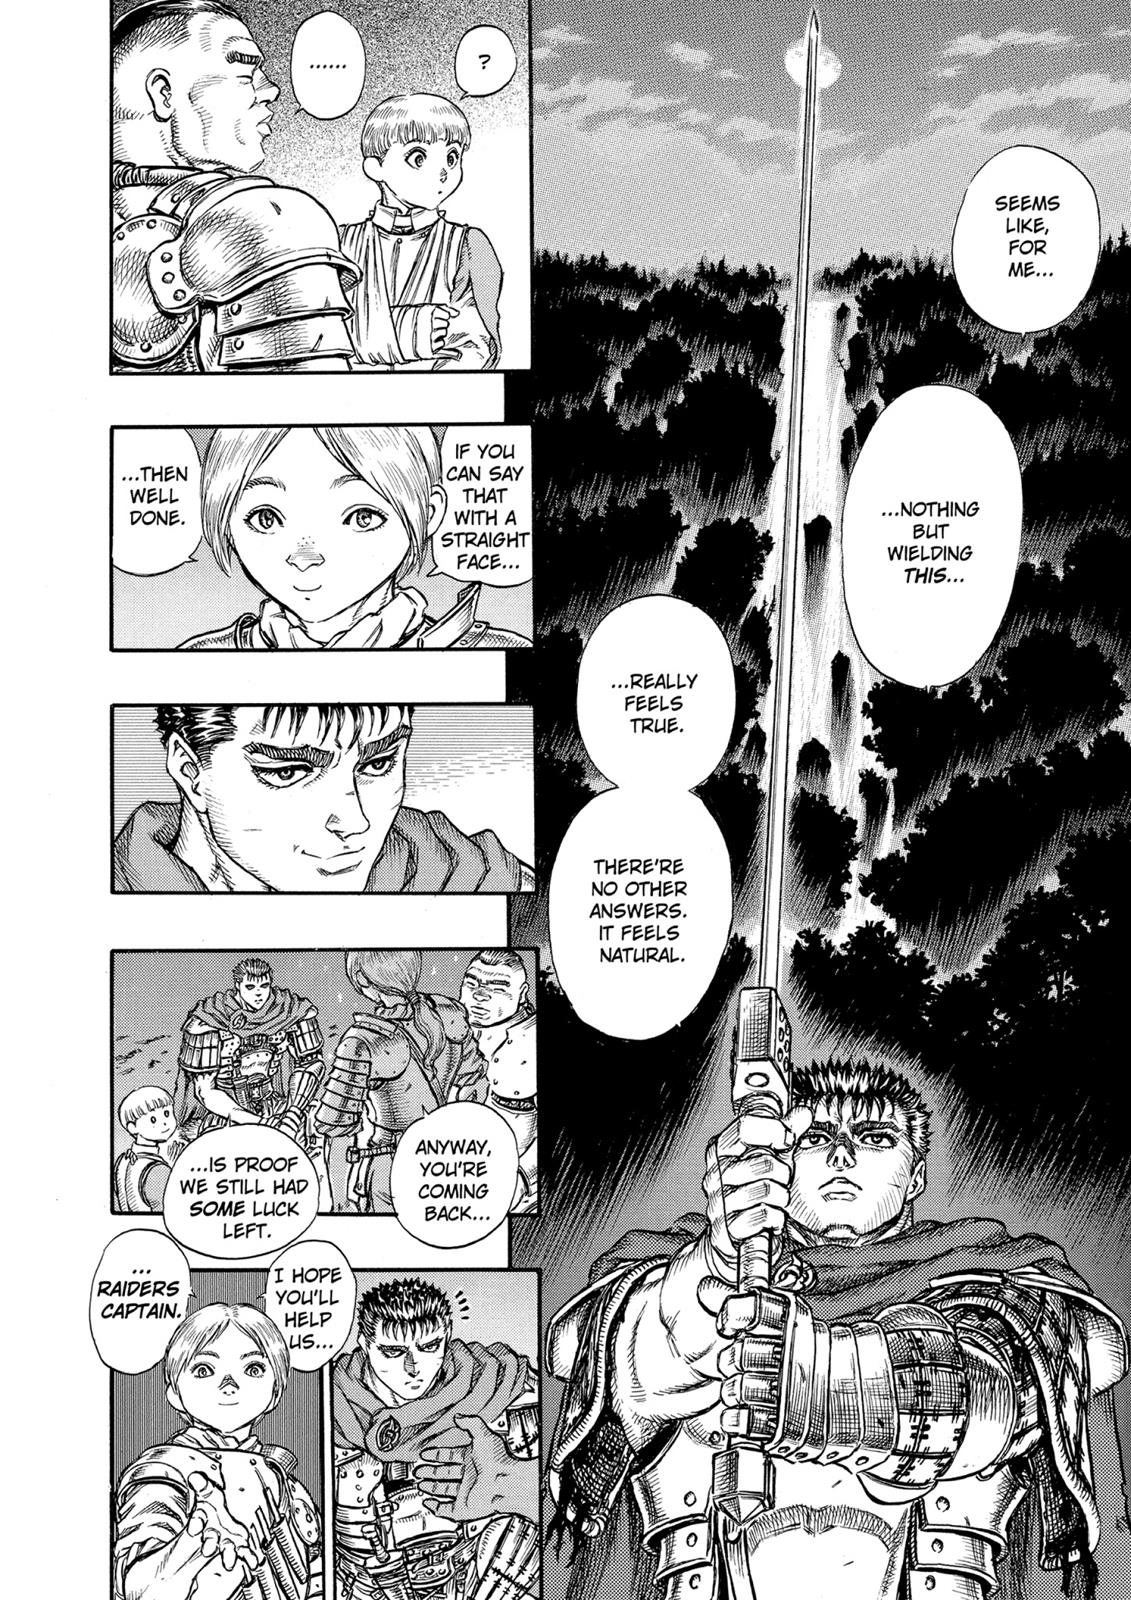 SEEMS
LIKE,
FOR
ME...
...NOTHING
BUT
WIELDING
THIS...
...REALLY
FEELS
TRUE.
THERE'RE
NO OTHER
ANSWERS.
IT FEELS
NATURAL.
?
......
IF YOU
CAN SAY
THAT
WITH A
STRAIGHT
FACE...
...THEN
WELL
DONE.
ANYWAY,
YOU'RE
COMING
BACK...
...IS PROOF
WE STILL HAD
SOME LUCK
LEFT.
I HOPE
YOU'LL
HELP
US...
...
RAIDERS
CAPTAIN.